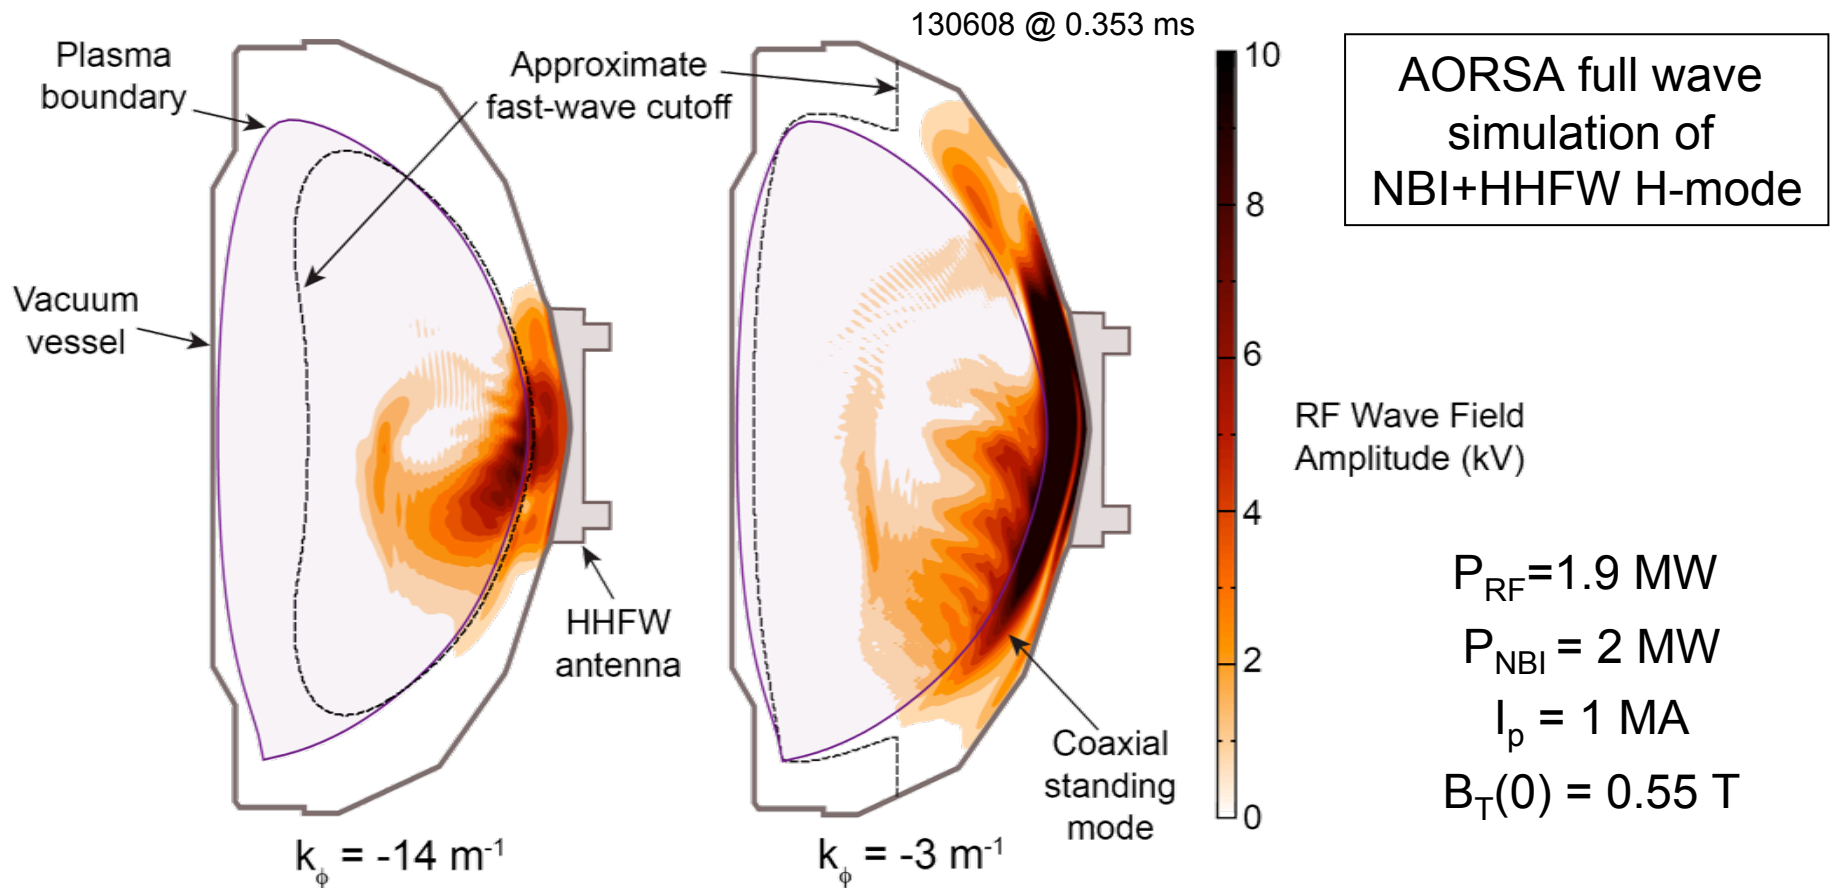 130608 @ 0.353 ms
Plasma
boundary
Approximate
fast-wave cutoff
Vacuum
vessel
HHFW
antenna
Coaxial
standing
mode
k_ϕ = -14 m⁻¹
k_ϕ = -3 m⁻¹
10
8
6
4
2
0
RF Wave Field
Amplitude (kV)
AORSA full wave
simulation of
NBI+HHFW H-mode
P_RF=1.9 MW
P_NBI = 2 MW
I_p = 1 MA
B_T(0) = 0.55 T